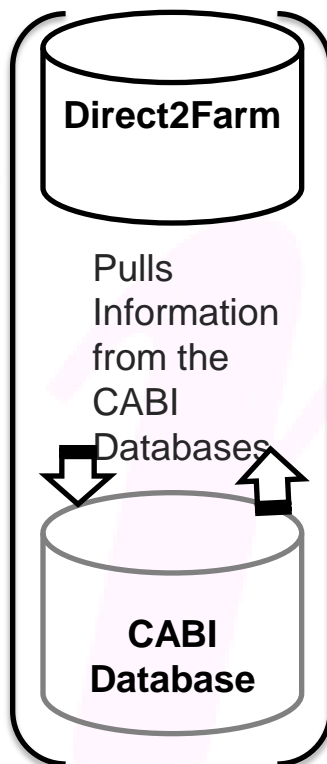 Direct2Farm
Pulls
Information
from the
CABI
Databases
CABI
Database